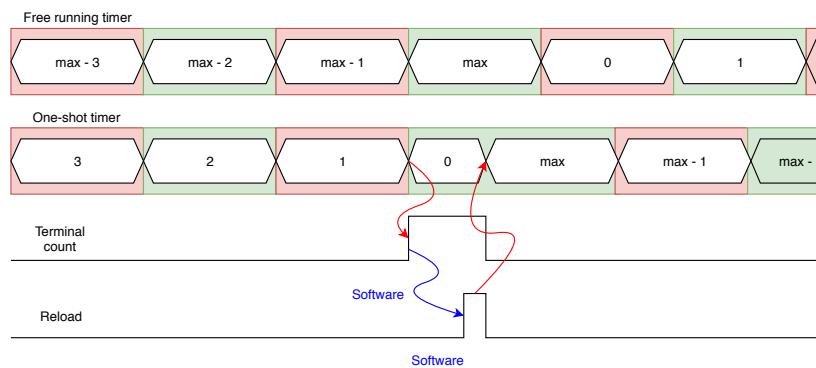 Free running timer
max - 3 max - 2 max - 1 max 0 1
One-shot timer
3 2 1 0 max max - 1 max -
Terminal
count
Software
Reload
Software